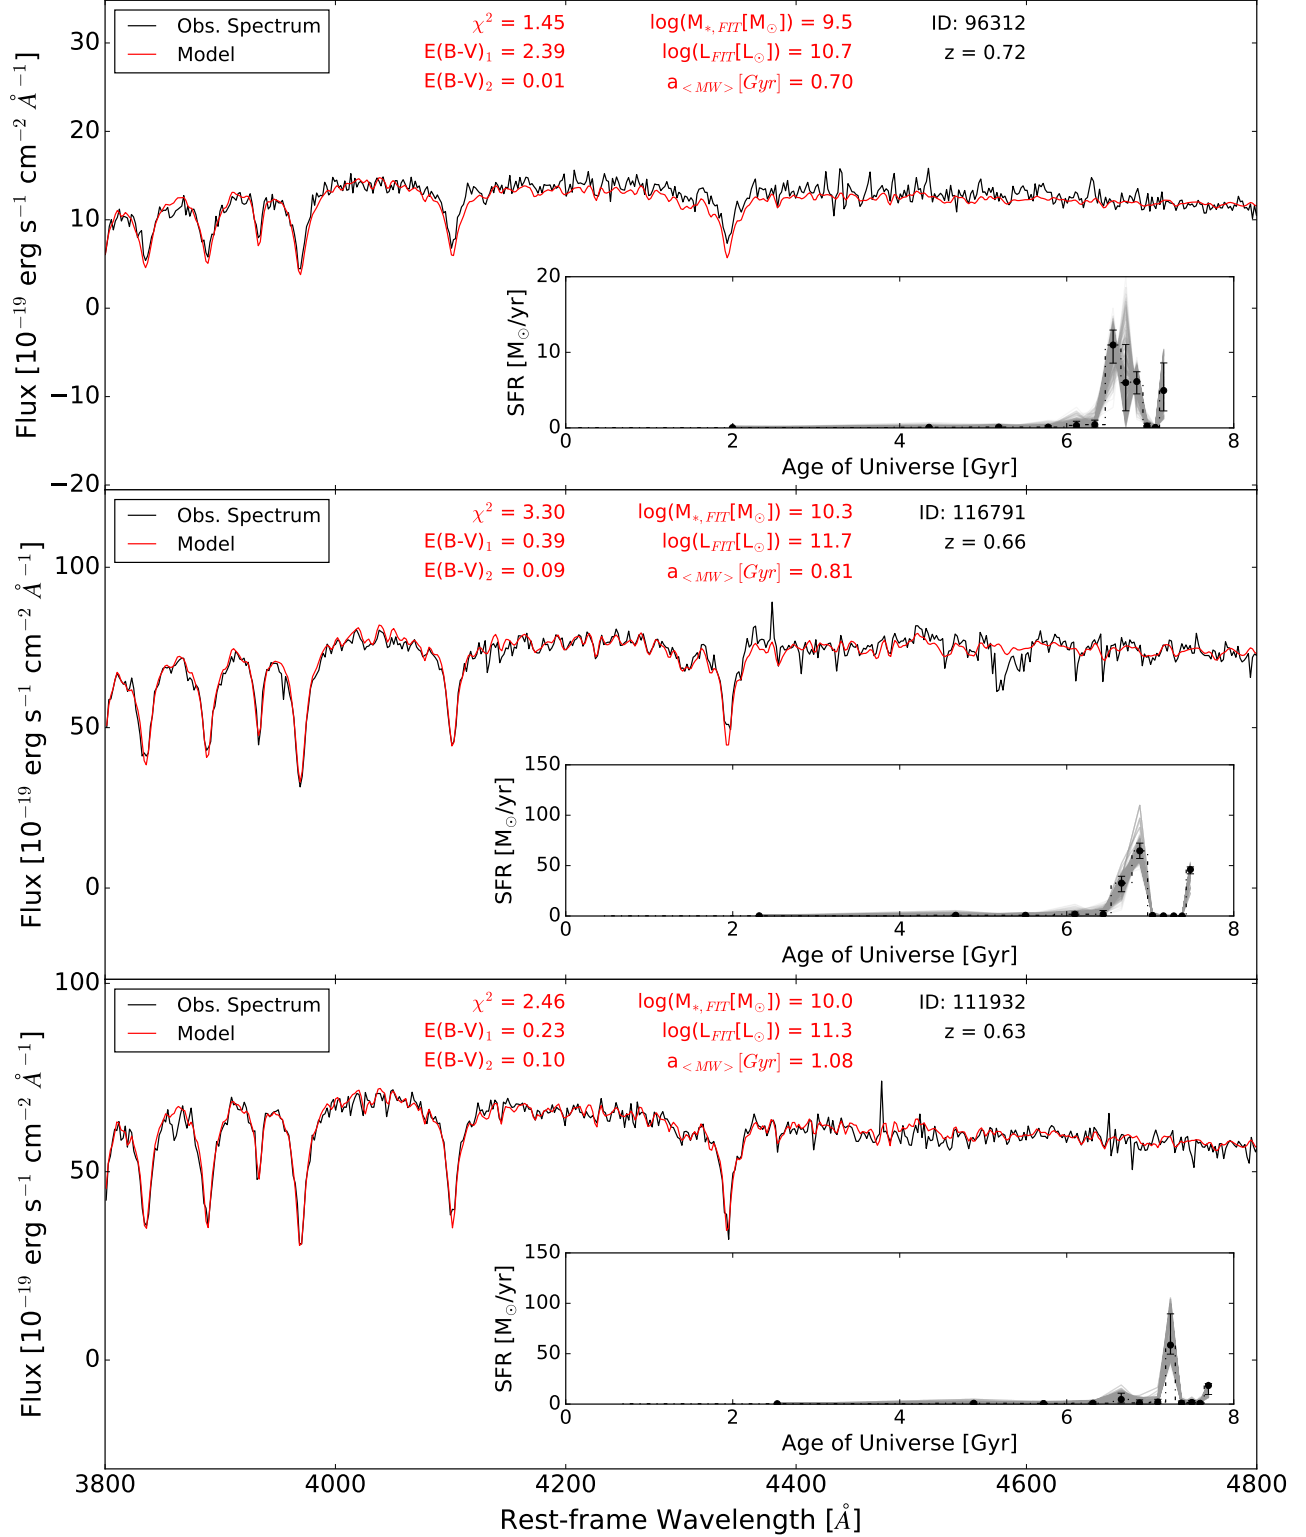 Obs. Spectrum
Model
χ² = 1.45
E(B-V)₁ = 2.39
E(B-V)₂ = 0.01
log(M*,FIT[M⊙]) = 9.5
log(LFIT[L⊙]) = 10.7
a<MW>[Gyr] = 0.70
ID: 96312
z = 0.72
30
20
10
0
−10
−20
Flux [10⁻¹⁹ erg s⁻¹ cm⁻² Å⁻¹]
20
10
0
SFR [M⊙/yr]
0 2 4 6 8
Age of Universe [Gyr]
Obs. Spectrum
Model
χ² = 3.30
E(B-V)₁ = 0.39
E(B-V)₂ = 0.09
log(M*,FIT[M⊙]) = 10.3
log(LFIT[L⊙]) = 11.7
a<MW>[Gyr] = 0.81
ID: 116791
z = 0.66
100
50
0
Flux [10⁻¹⁹ erg s⁻¹ cm⁻² Å⁻¹]
150
100
50
0
SFR [M⊙/yr]
0 2 4 6 8
Age of Universe [Gyr]
Obs. Spectrum
Model
χ² = 2.46
E(B-V)₁ = 0.23
E(B-V)₂ = 0.10
log(M*,FIT[M⊙]) = 10.0
log(LFIT[L⊙]) = 11.3
a<MW>[Gyr] = 1.08
ID: 111932
z = 0.63
100
50
0
Flux [10⁻¹⁹ erg s⁻¹ cm⁻² Å⁻¹]
150
100
50
0
SFR [M⊙/yr]
0 2 4 6 8
Age of Universe [Gyr]
3800 4000 4200 4400 4600 4800
Rest-frame Wavelength [Å]